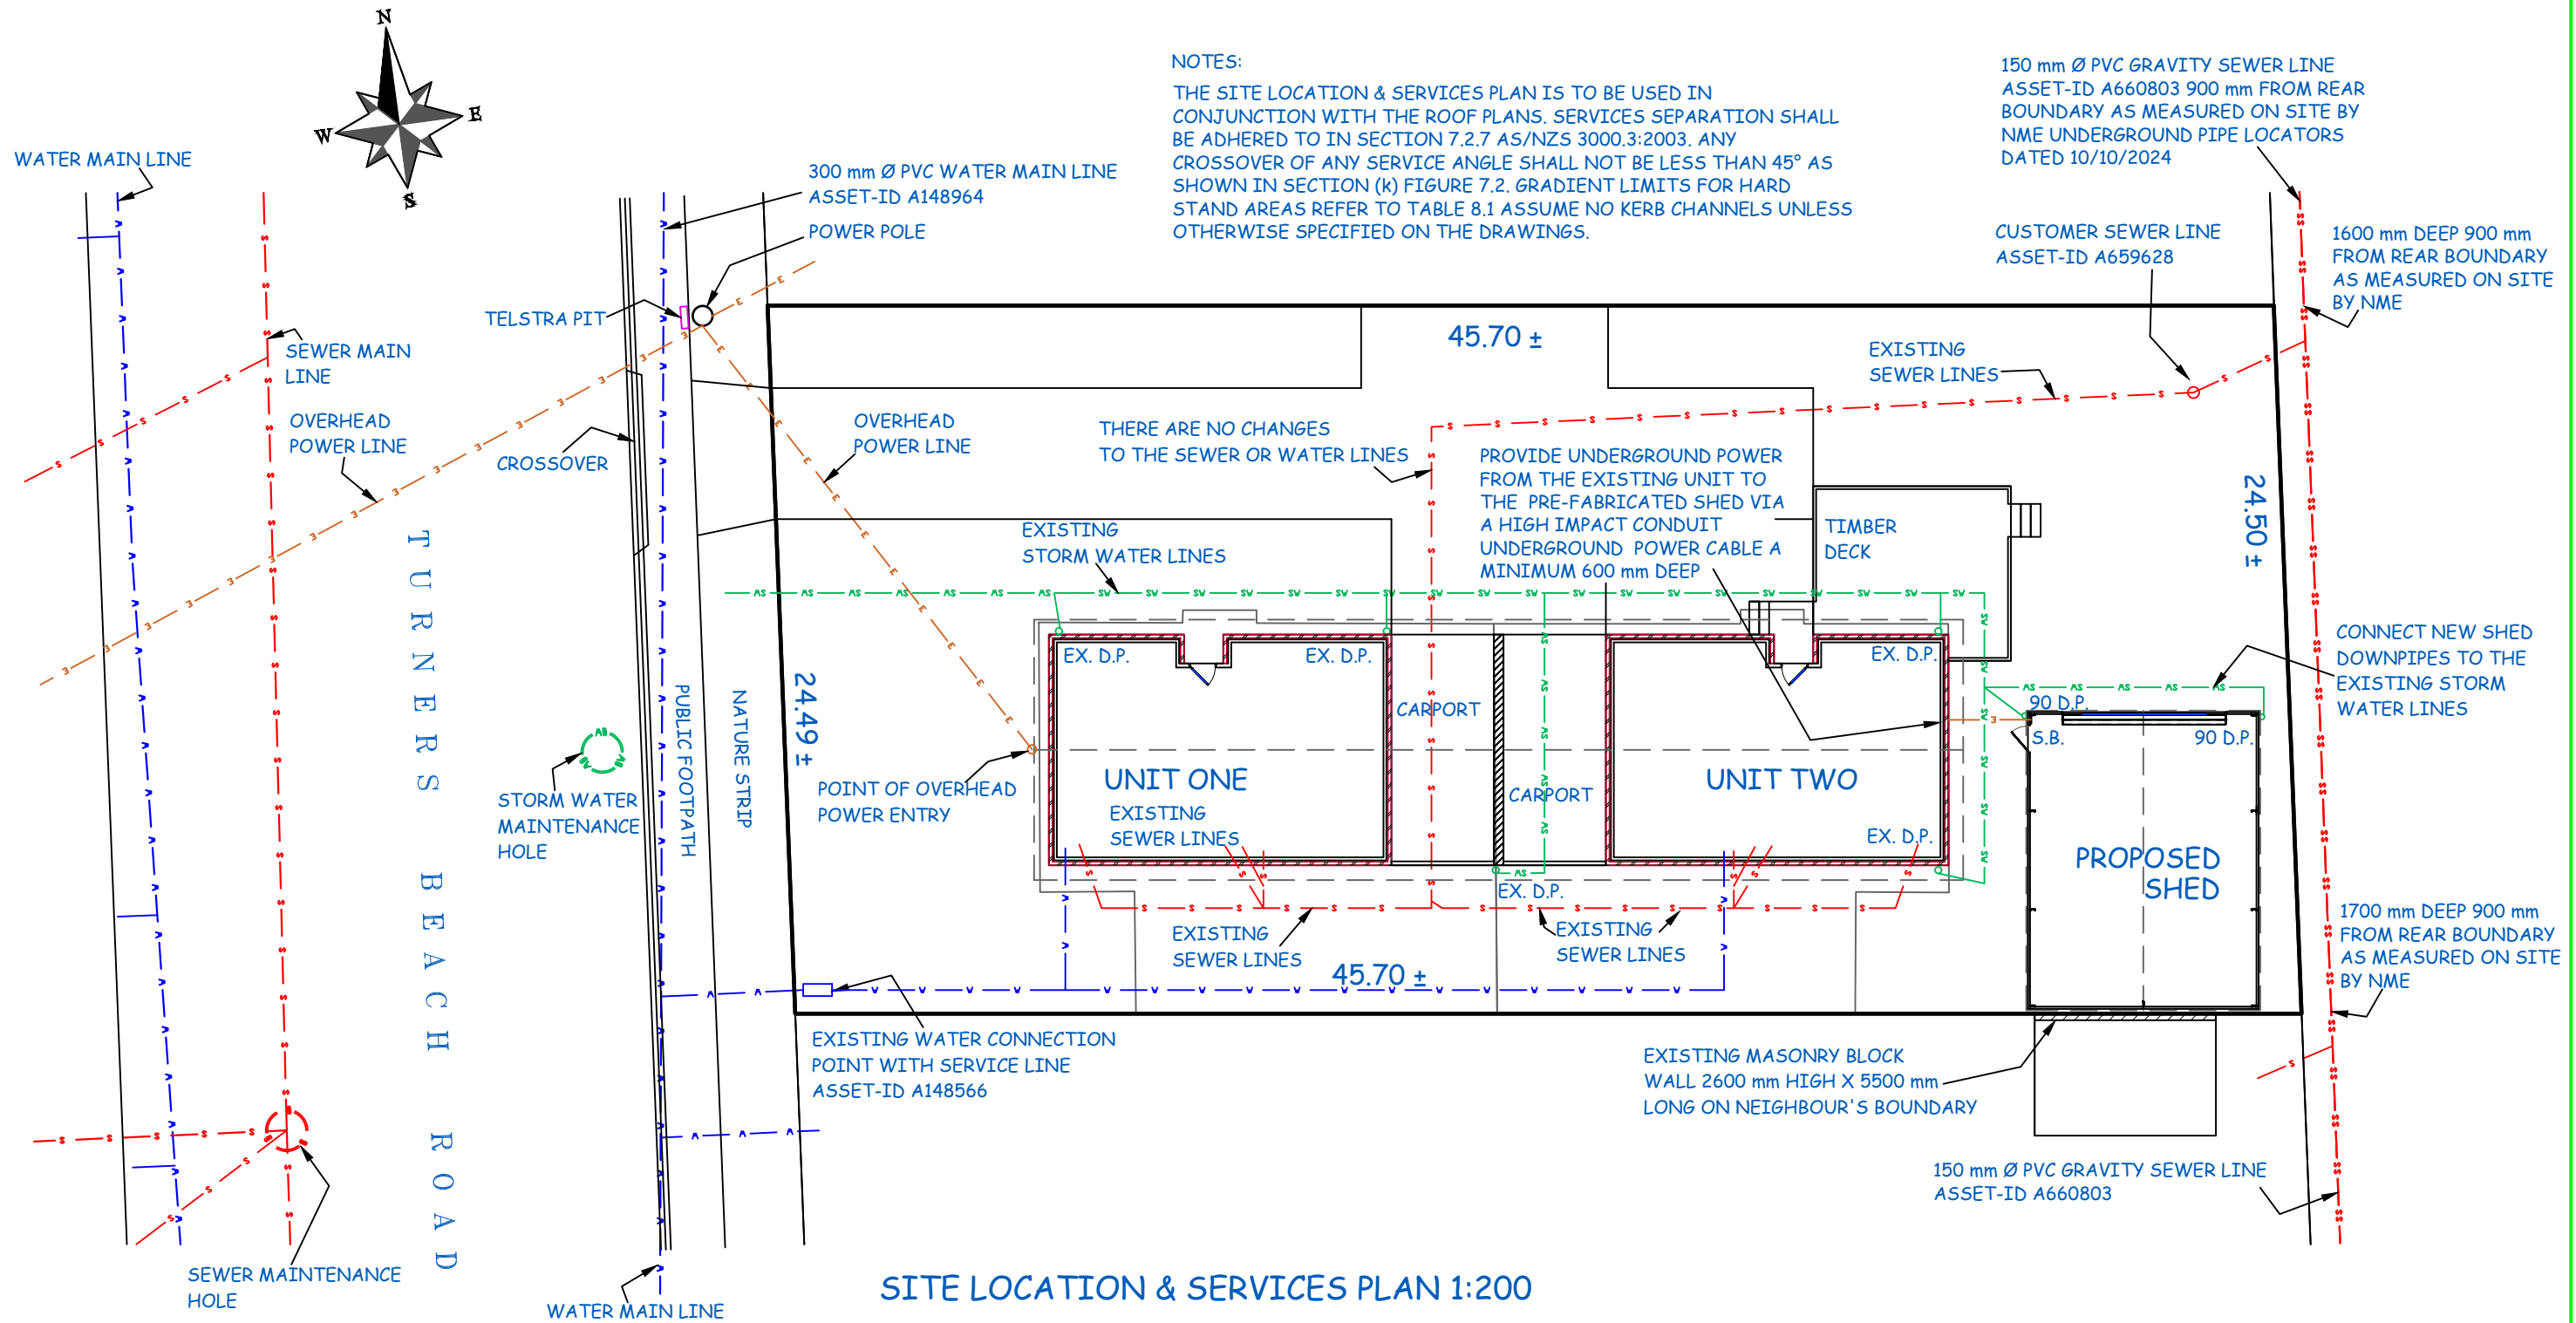 N
W
E
S
NOTES:
THE SITE LOCATION & SERVICES PLAN IS TO BE USED IN
CONJUNCTION WITH THE ROOF PLANS. SERVICES SEPARATION SHALL
BE ADHERED TO IN SECTION 7.2.7 AS/NZS 3000.3:2003. ANY
CROSSOVER OF ANY SERVICE ANGLE SHALL NOT BE LESS THAN 45° AS
SHOWN IN SECTION (k) FIGURE 7.2. GRADIENT LIMITS FOR HARD
STAND AREAS REFER TO TABLE 8.1 ASSUME NO KERB CHANNELS UNLESS
OTHERWISE SPECIFIED ON THE DRAWINGS.
150 mm Ø PVC GRAVITY SEWER LINE
ASSET-ID A660803 900 mm FROM REAR
BOUNDARY AS MEASURED ON SITE BY
NME UNDERGROUND PIPE LOCATORS
DATED 10/10/2024
WATER MAIN LINE
300 mm Ø PVC WATER MAIN LINE
ASSET-ID A148964
POWER POLE
CUSTOMER SEWER LINE
ASSET-ID A659628
1600 mm DEEP 900 mm
FROM REAR BOUNDARY
AS MEASURED ON SITE
BY NME
TELSTRA PIT
45.70 ±
SEWER MAIN
LINE
EXISTING
SEWER LINES
OVERHEAD
POWER LINE
CROSSOVER
OVERHEAD
POWER LINE
THERE ARE NO CHANGES
TO THE SEWER OR WATER LINES
PROVIDE UNDERGROUND POWER
FROM THE EXISTING UNIT TO
THE PRE-FABRICATED SHED VIA
A HIGH IMPACT CONDUIT
UNDERGROUND POWER CABLE A
MINIMUM 600 mm DEEP
24.50 ±
EXISTING
STORM WATER LINES
TIMBER
DECK
TURNERS BEACH ROAD
PUBLIC FOOTPATH
NATURE STRIP
24.49 ±
EX. D.P.
EX. D.P.
EX. D.P.
CONNECT NEW SHED
DOWNPIPES TO THE
EXISTING STORM
WATER LINES
CARPORT
90 D.P.
S.B.
90 D.P.
UNIT ONE
UNIT TWO
POINT OF OVERHEAD
POWER ENTRY
CARPORT
STORM WATER
MAINTENANCE
HOLE
EXISTING
SEWER LINES
EX. D.P.
PROPOSED
SHED
EX. D.P.
EXISTING
SEWER LINES
EXISTING
SEWER LINES
1700 mm DEEP 900 mm
FROM REAR BOUNDARY
AS MEASURED ON SITE
BY NME
45.70 ±
EXISTING WATER CONNECTION
POINT WITH SERVICE LINE
ASSET-ID A148566
EXISTING MASONRY BLOCK
WALL 2600 mm HIGH X 5500 mm
LONG ON NEIGHBOUR'S BOUNDARY
150 mm Ø PVC GRAVITY SEWER LINE
ASSET-ID A660803
SEWER MAINTENANCE
HOLE
WATER MAIN LINE
SITE LOCATION & SERVICES PLAN 1:200